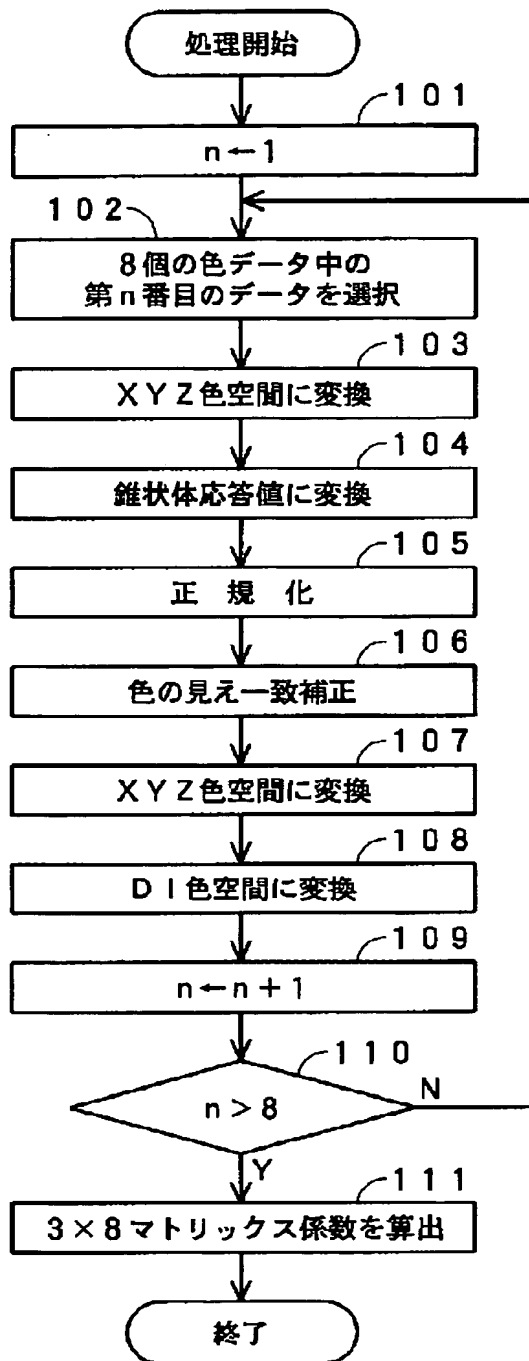 処理開始
101
n←1
102
8個の色データ中の
第n番目のデータを選択
103
XYZ色空間に変換
104
錐状体応答値に変換
105
正 規 化
106
色の見え一致補正
107
XYZ色空間に変換
108
DI色空間に変換
109
n←n+1
110
n>8
N
Y
111
3×8マトリックス係数を算出
終了